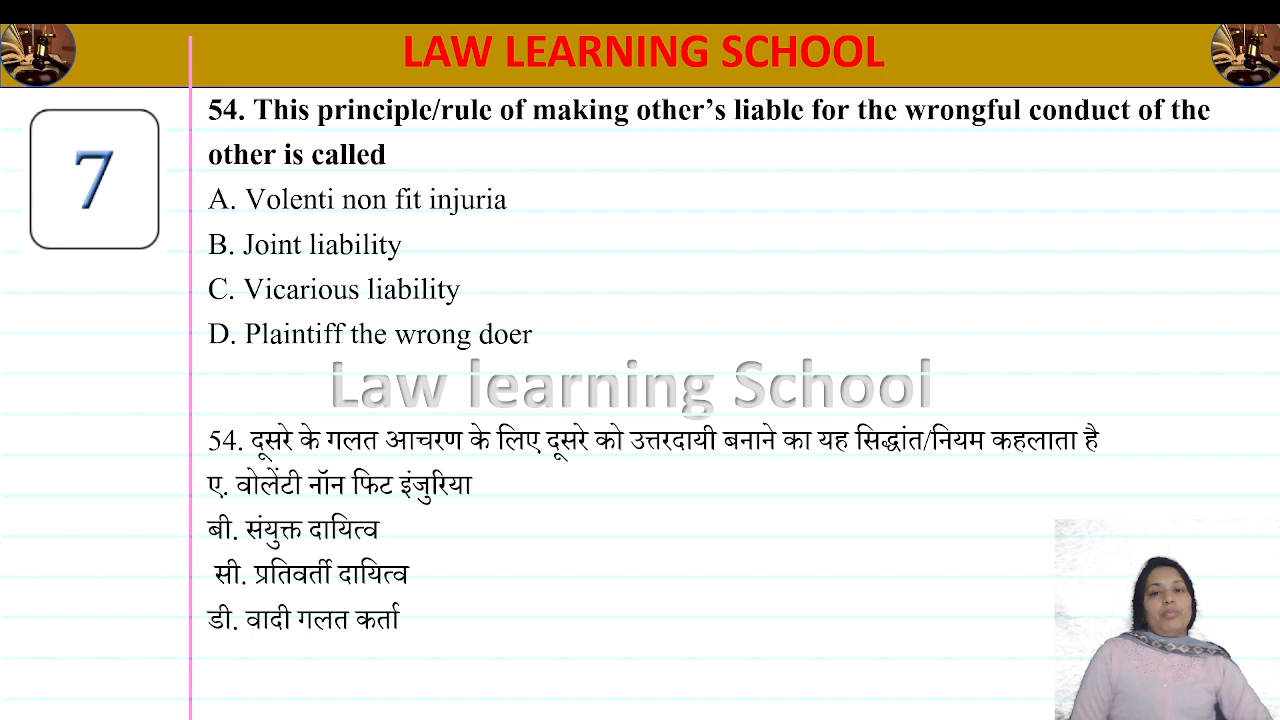 LAW LEARNING SCHOOL
7
54. This principle/rule of making other’s liable for the wrongful conduct of the
other is called
A. Volenti non fit injuria
B. Joint liability
C. Vicarious liability
D. Plaintiff the wrong doer
Law learning School
54. दूसरे के गलत आचरण के लिए दूसरे को उत्तरदायी बनाने का यह सिद्धांत/नियम कहलाता है
ए. वोलेंटी नॉन फिट इंजुरिया
बी. संयुक्त दायित्व
सी. प्रतिवर्ती दायित्व
डी. वादी गलत कर्ता